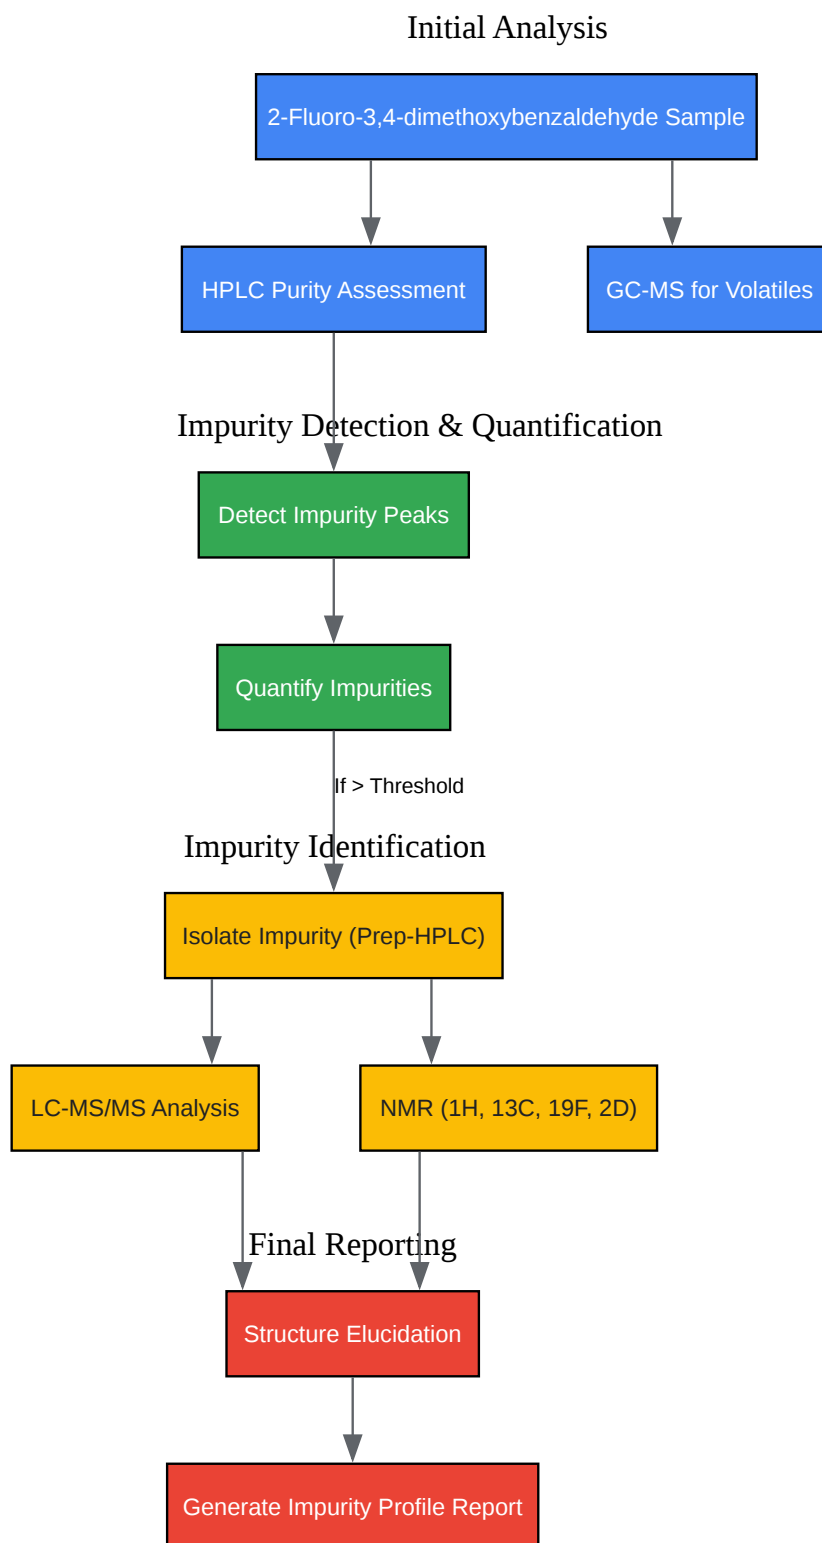 Initial Analysis
2-Fluoro-3,4-dimethoxybenzaldehyde Sample
HPLC Purity Assessment
GC-MS for Volatiles
Impurity Detection & Quantification
Detect Impurity Peaks
Quantify Impurities
If > Threshold
Impurity Identification
Isolate Impurity (Prep-HPLC)
LC-MS/MS Analysis
NMR (1H, 13C, 19F, 2D)
Final Reporting
Structure Elucidation
Generate Impurity Profile Report